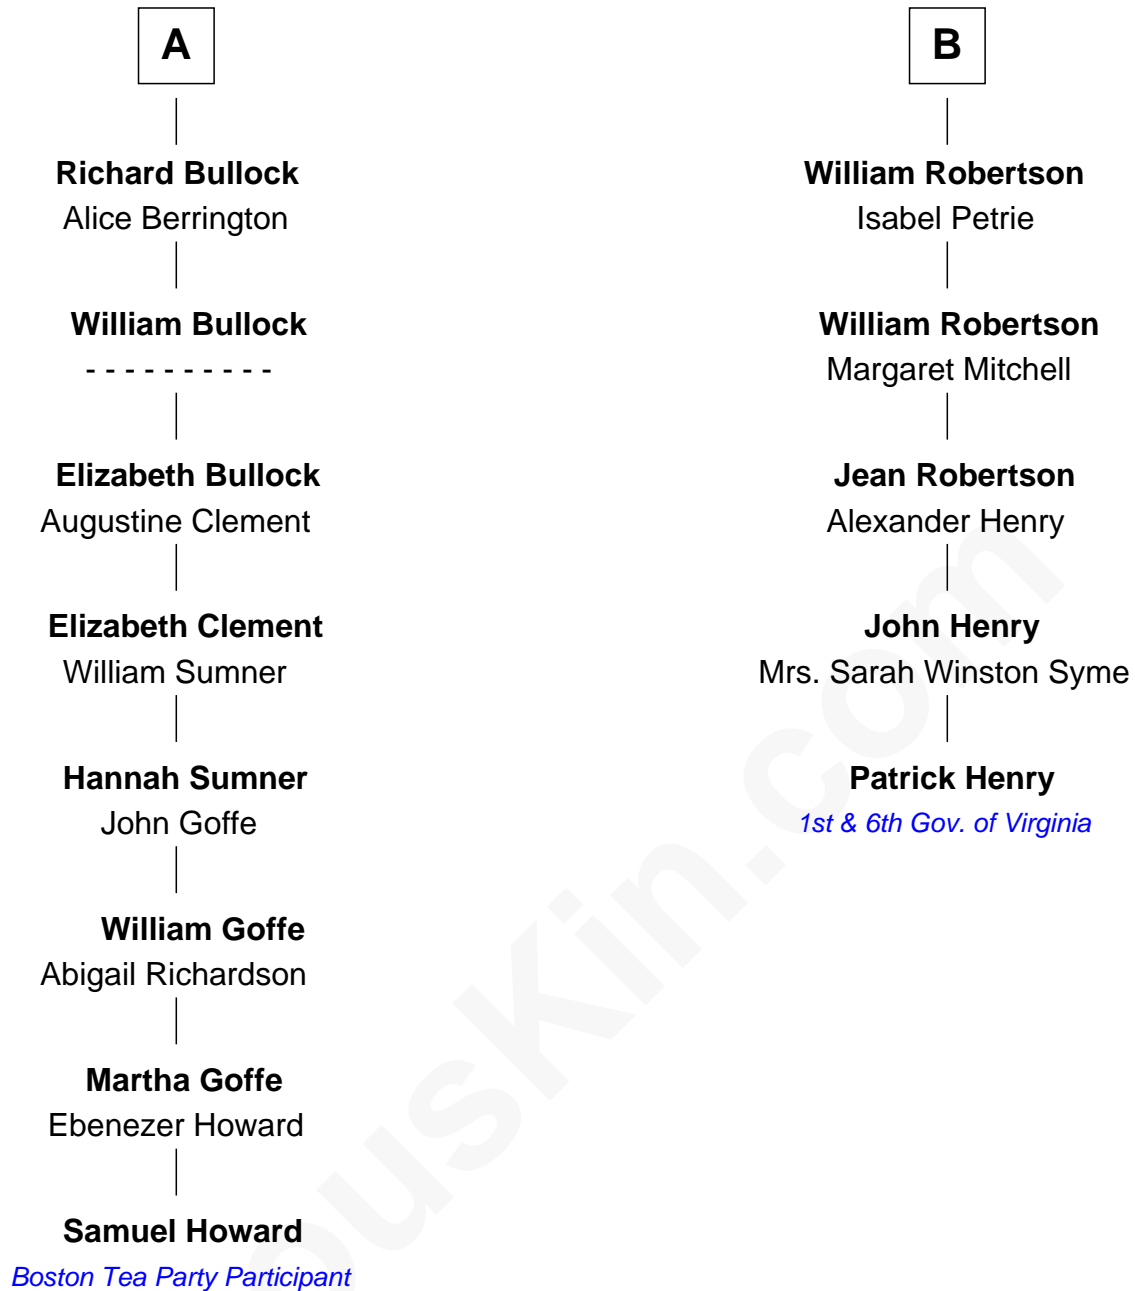 A
Richard Bullock
Alice Berrington
William Bullock
- - - - - - - - - -
Elizabeth Bullock
Augustine Clement
Elizabeth Clement
William Sumner
Hannah Sumner
John Goffe
William Goffe
Abigail Richardson
Martha Goffe
Ebenezer Howard
Samuel Howard
Boston Tea Party Participant
B
William Robertson
Isabel Petrie
William Robertson
Margaret Mitchell
Jean Robertson
Alexander Henry
John Henry
Mrs. Sarah Winston Syme
Patrick Henry
1st & 6th Gov. of Virginia
ousKin.com